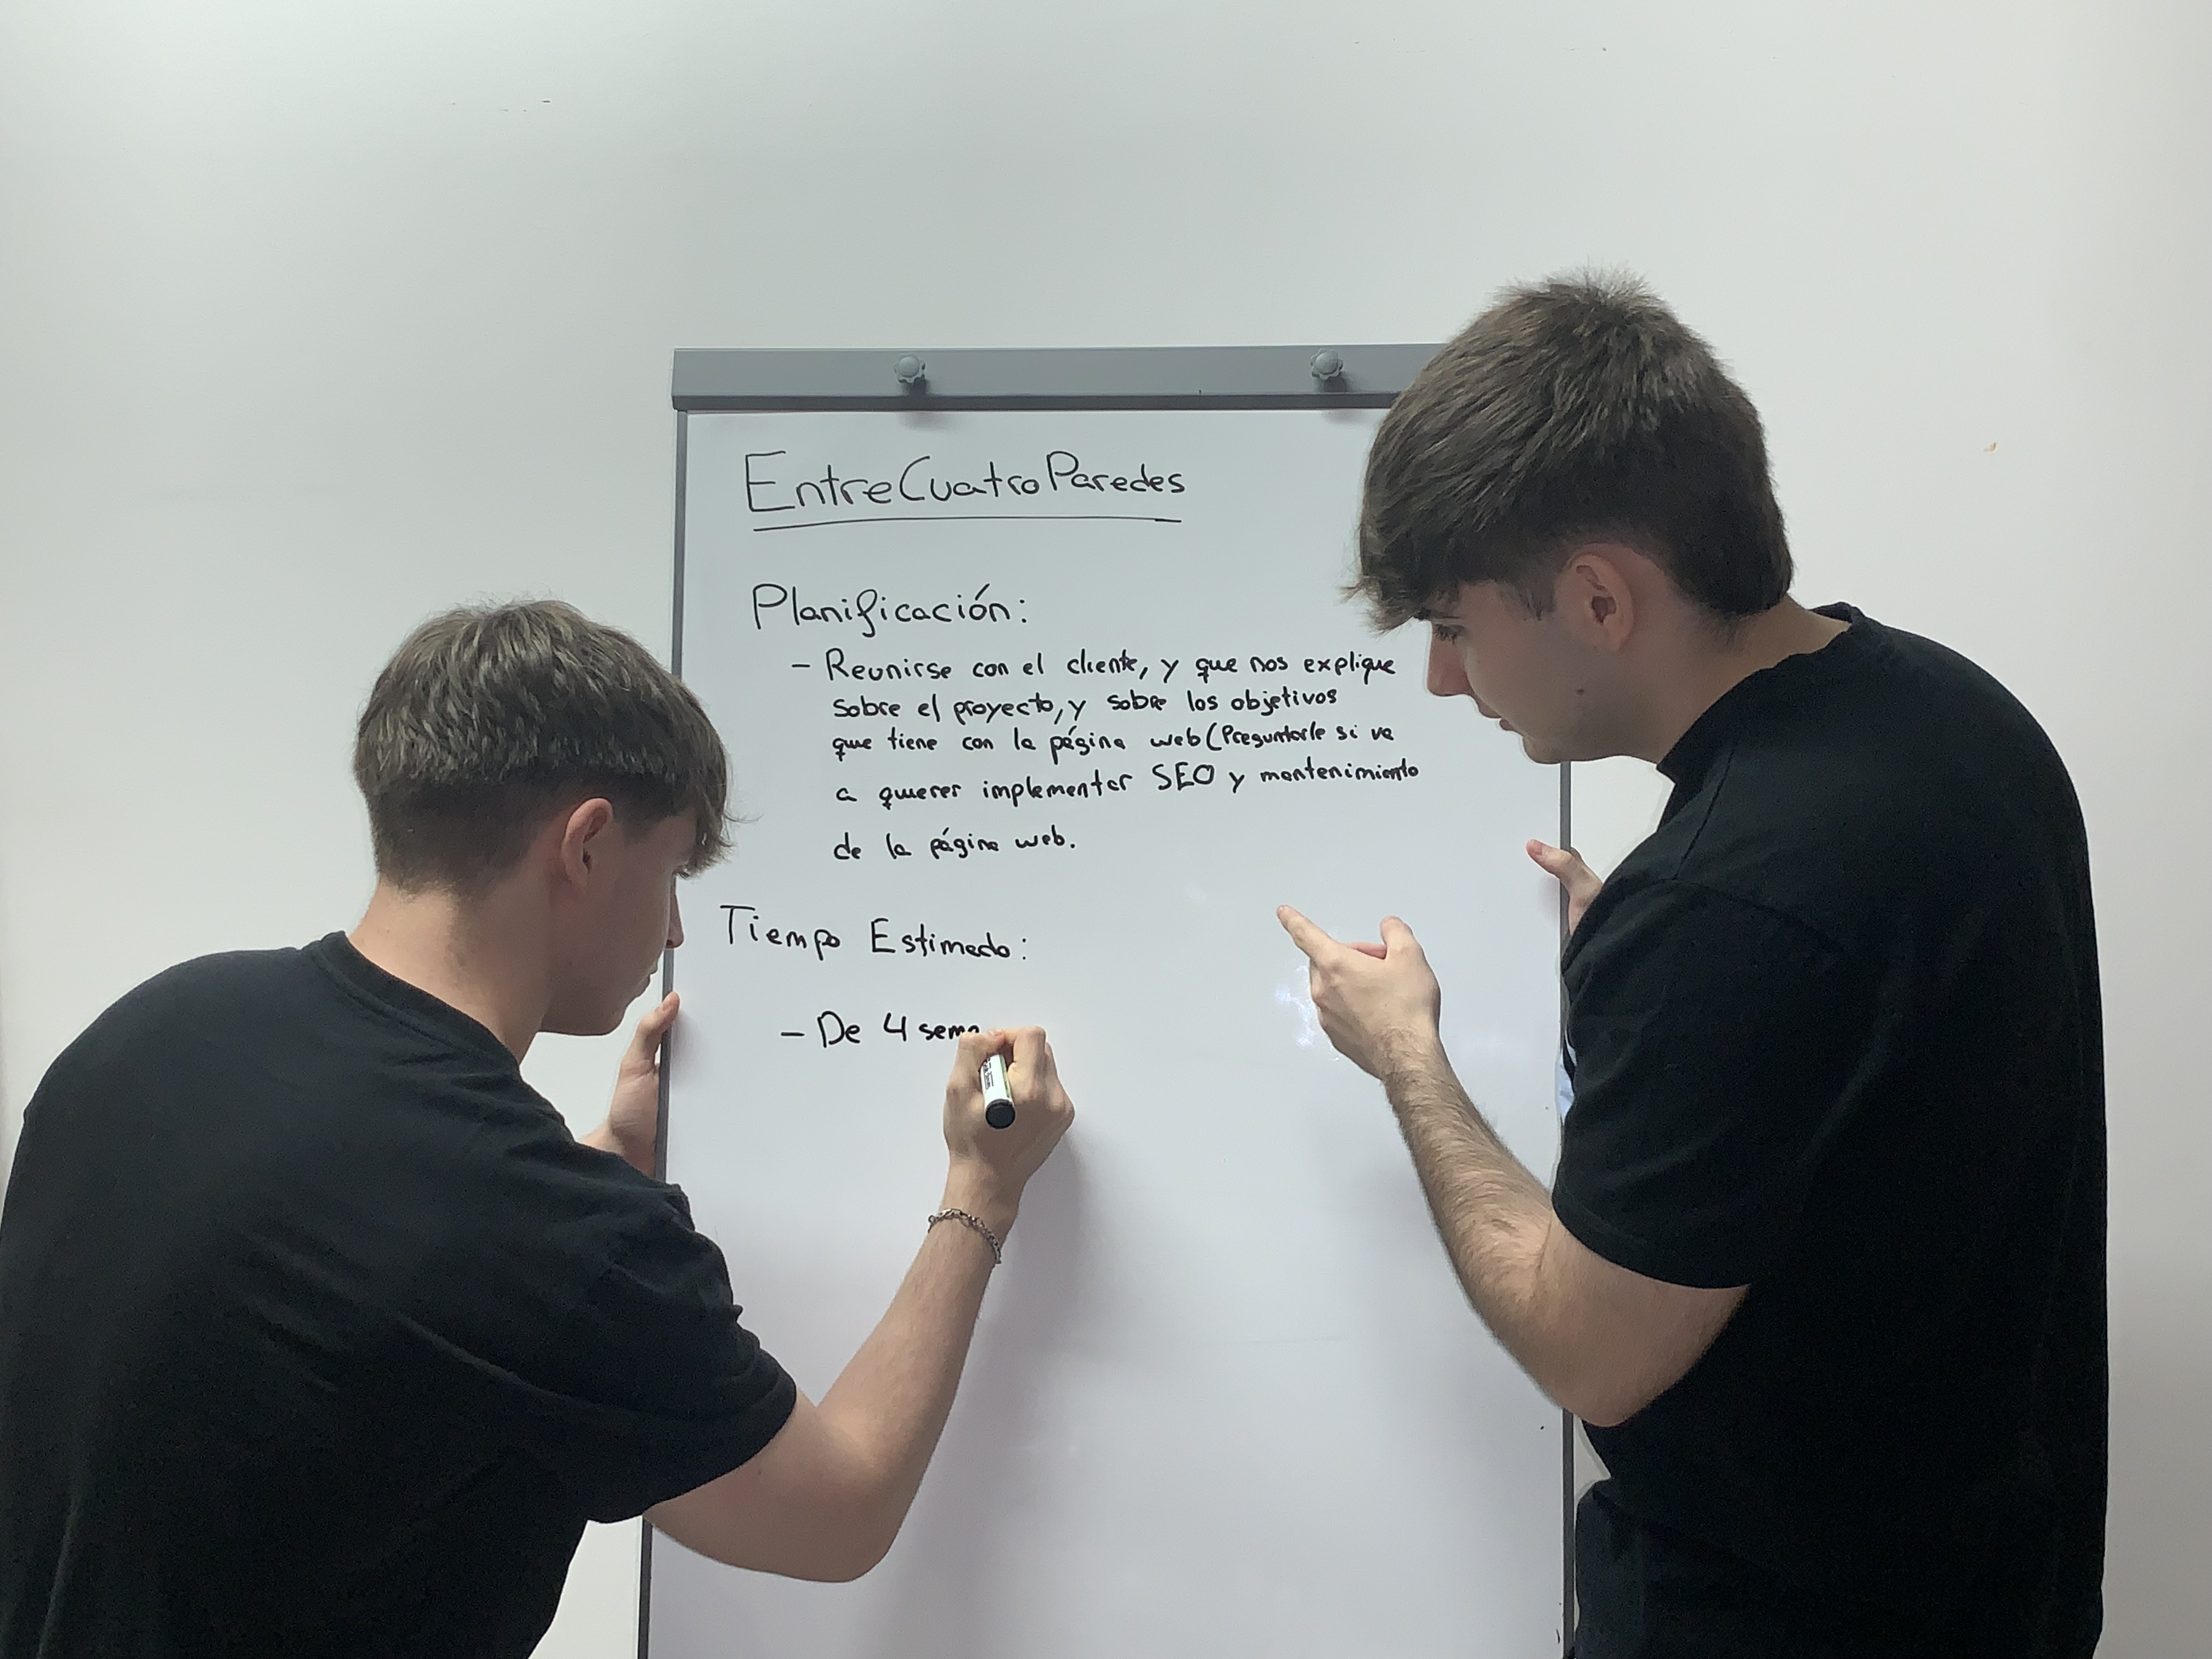 EntreCuatroParedes
Planificación:
- Reunirse con el cliente, y que nos explique
sobre el proyecto, y sobre los objetivos
que tiene con la página web (Preguntarle si va
a querer implementar SEO y mantenimiento
de la página web.
Tiempo Estimado:
- De 4 sema